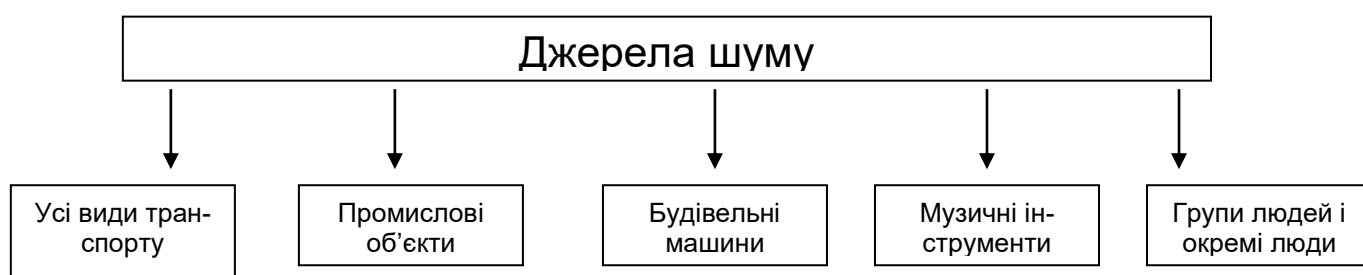 Джерела шуму
Усі види тран-
спорту
Промислові
об’єкти
Будівельні
машини
Музичні ін-
струменти
Групи людей і
окремі люди